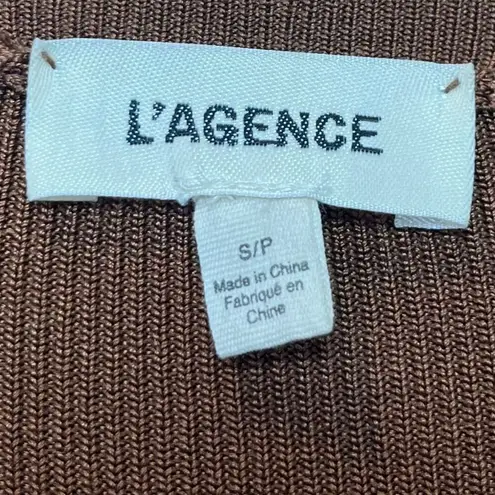 L'AGENCE
S/P
Made in China
Fabriqué en
Chine